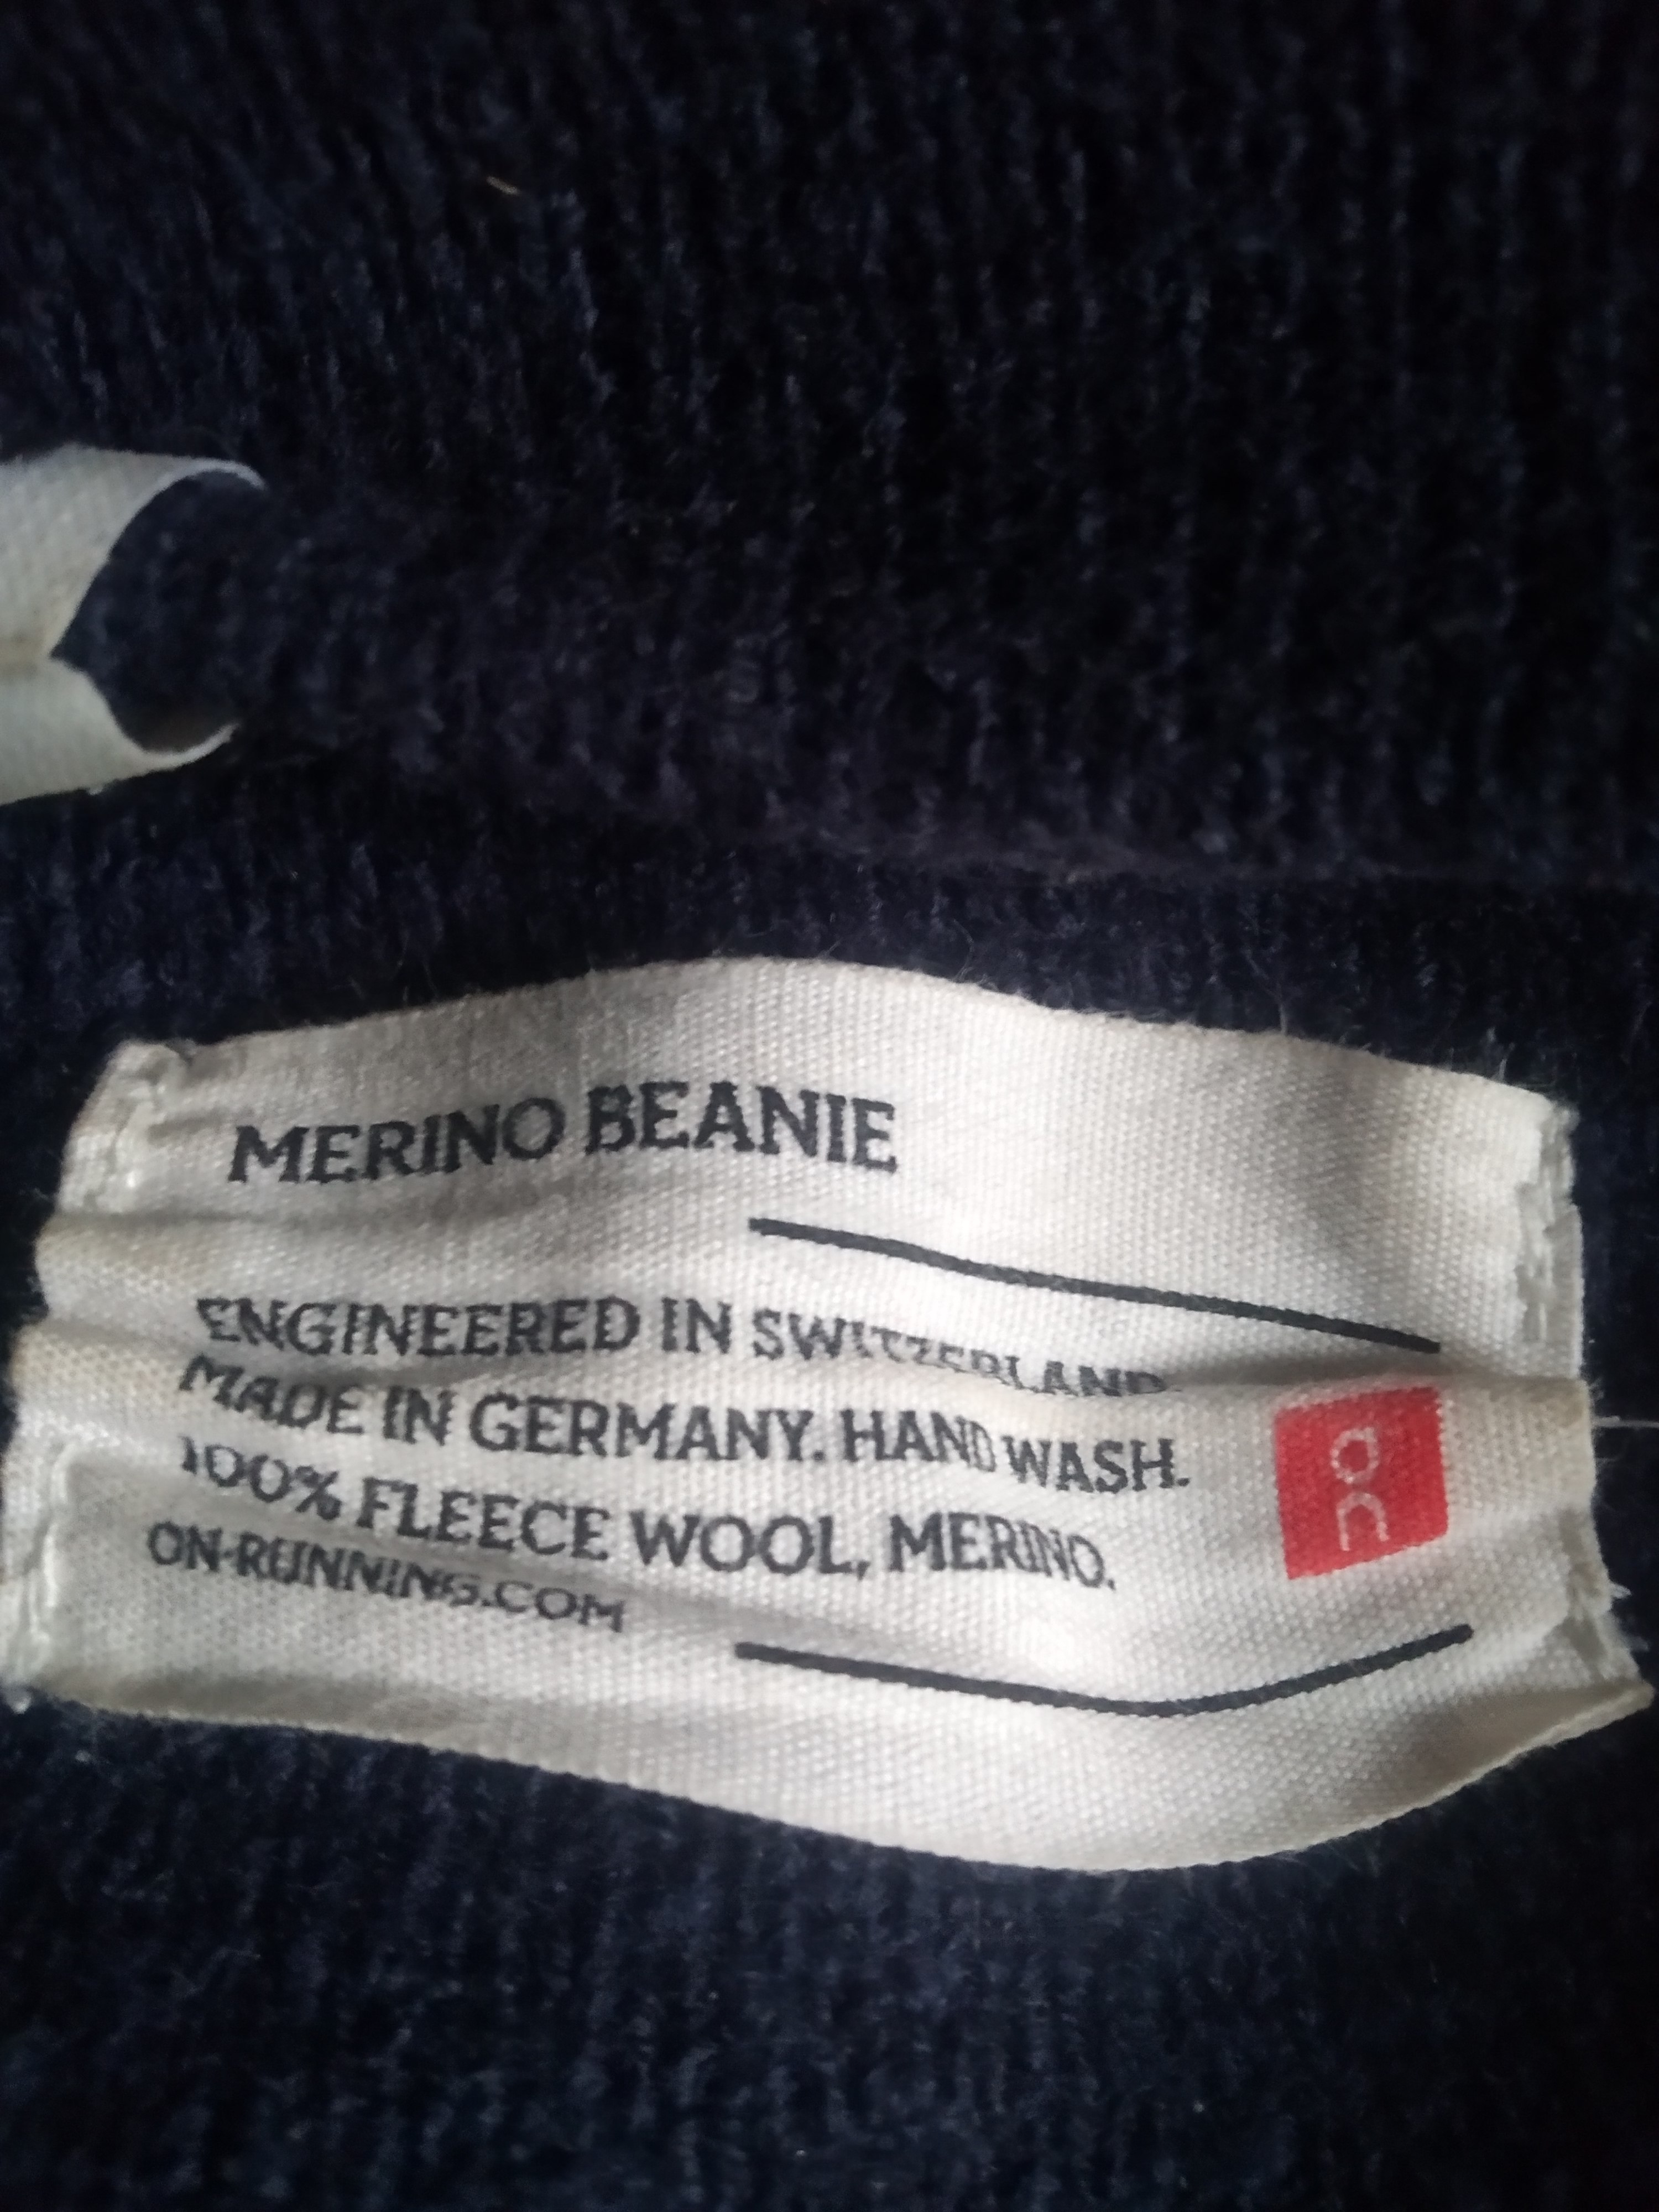 MERINO BEANIE
ENGINEERED IN SWITZERLAND.
MADE IN GERMANY. HAND WASH.
100% FLEECE WOOL, MERINO.
ON-RUNNING.COM
on